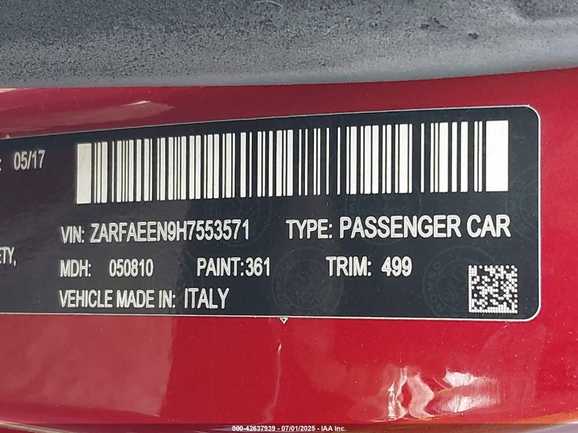 05/17
VIN: ZARFAEEN9H7553571 TYPE: PASSENGER CAR
ETY,
MDH: 050810 PAINT:361 TRIM: 499
VEHICLE MADE IN: ITALY
000-42637939 - 07/01/2025 - IAA Inc.